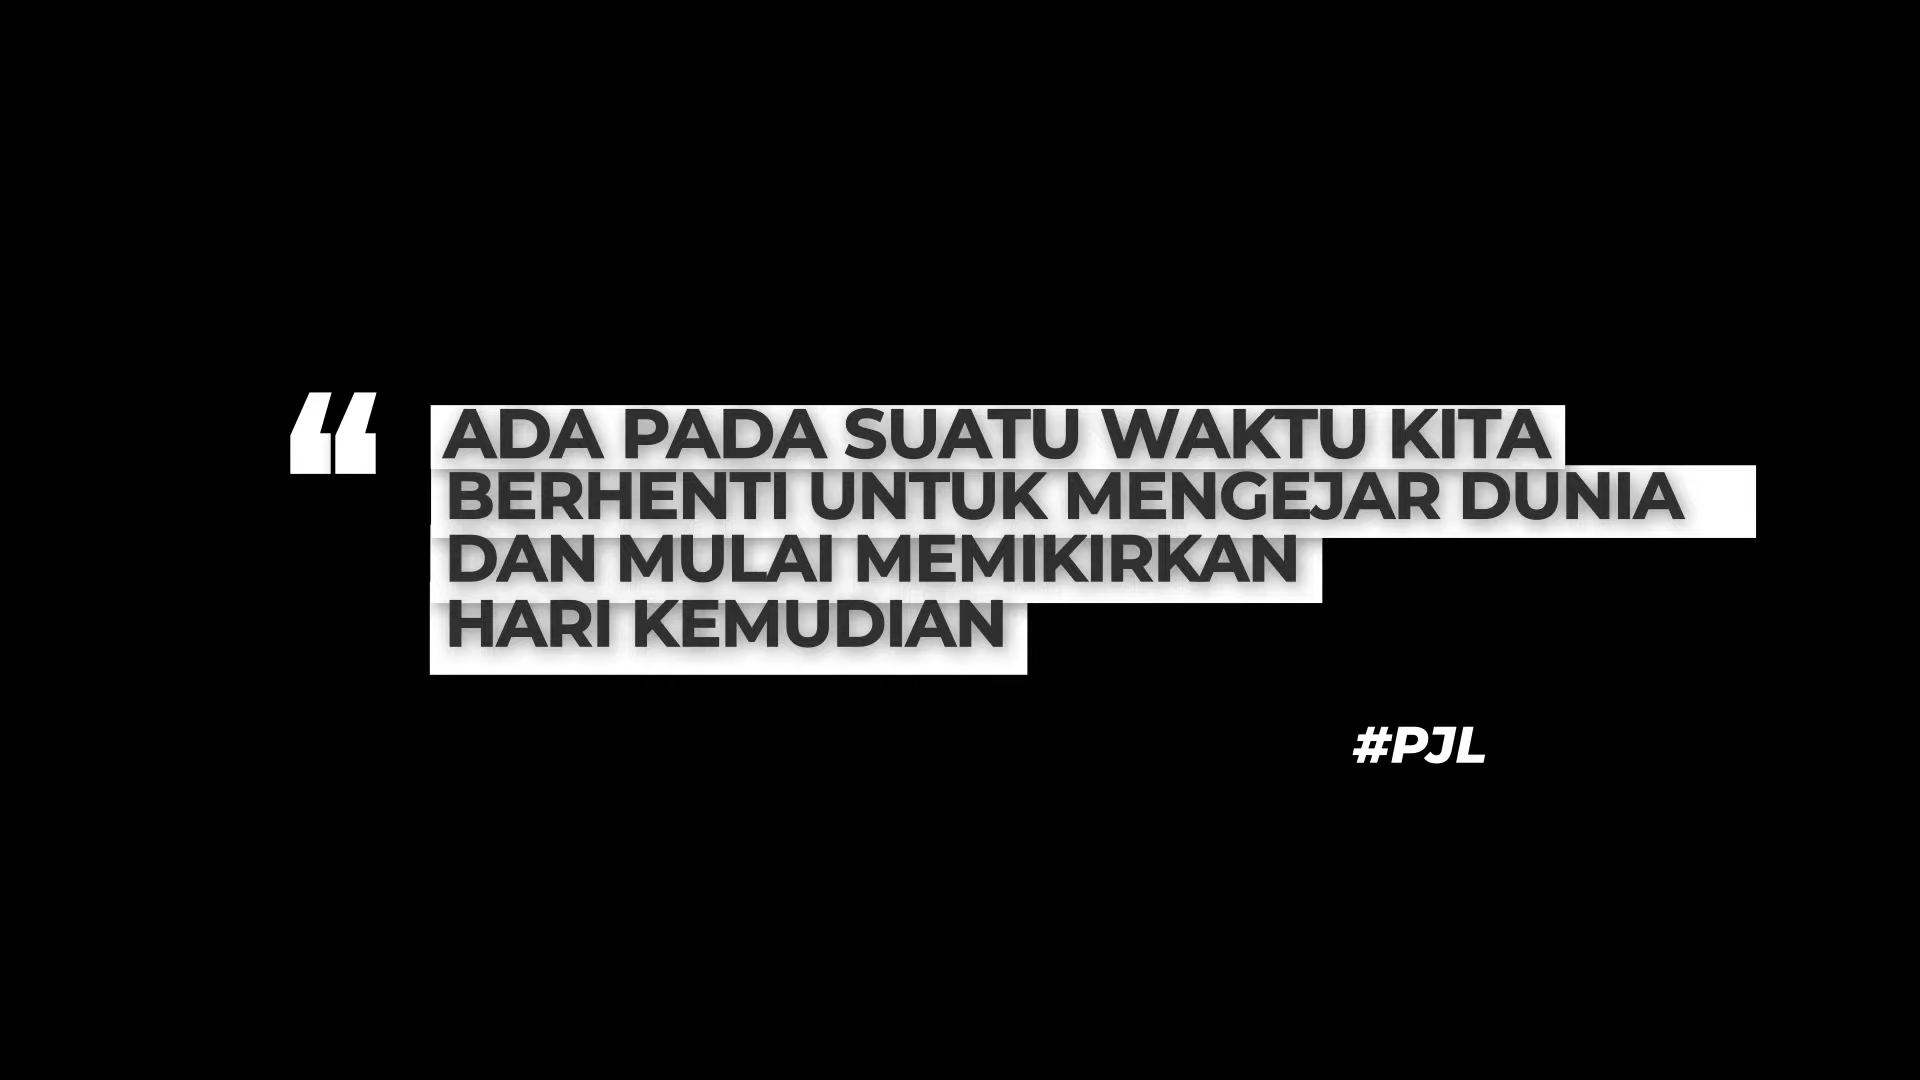 “ ADA PADA SUATU WAKTU KITA
BERHENTI UNTUK MENGEJAR DUNIA
DAN MULAI MEMIKIRKAN
HARI KEMUDIAN
#PJL